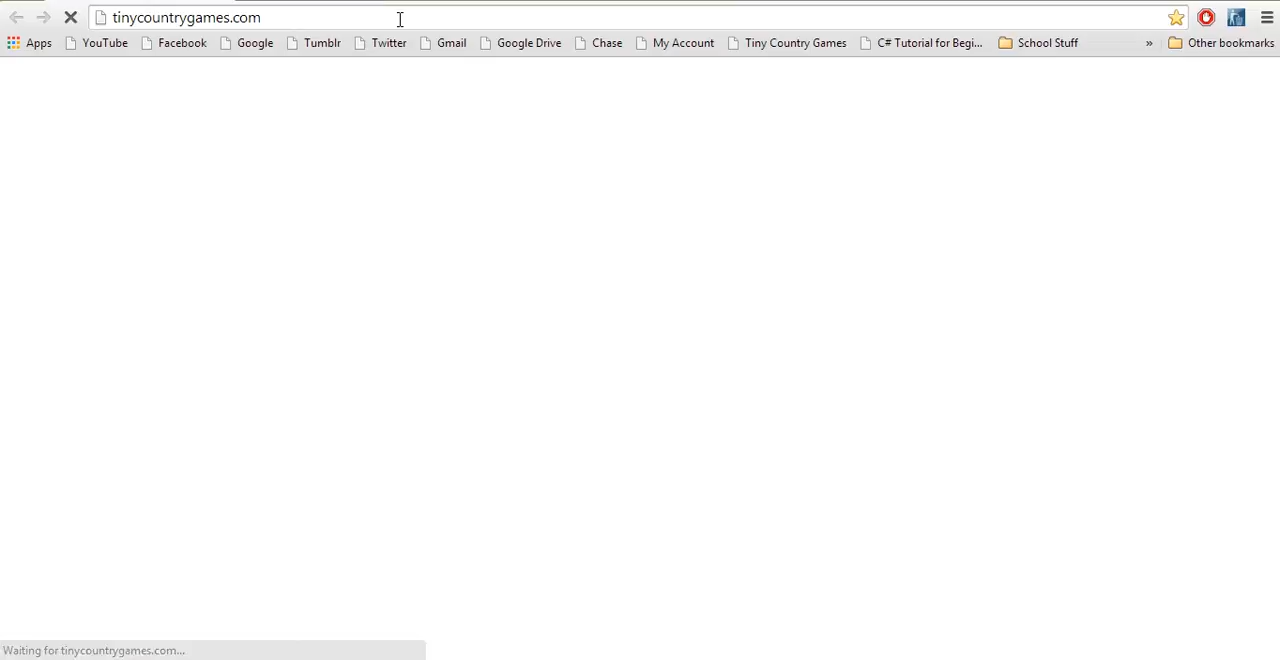 tinycountrygames.com
Apps YouTube Facebook Google Tumblr Twitter Gmail Google Drive Chase My Account Tiny Country Games C# Tutorial for Begi... School Stuff » Other bookmarks
Waiting for tinycountrygames.com...